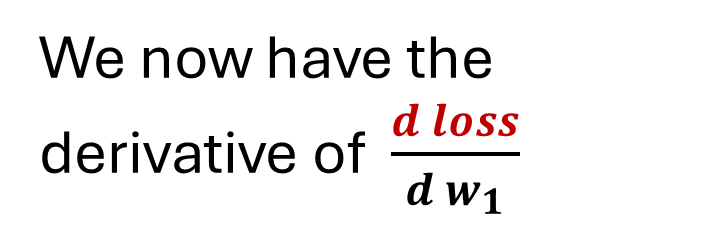 We now have the
derivative of d loss / d w₁